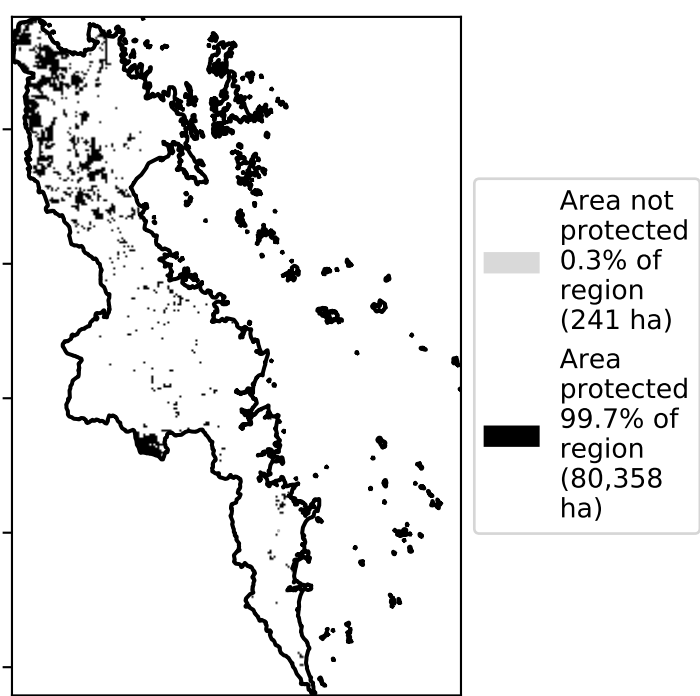 Area not
protected
0.3% of
region
(241 ha)
Area
protected
99.7% of
region
(80,358
ha)